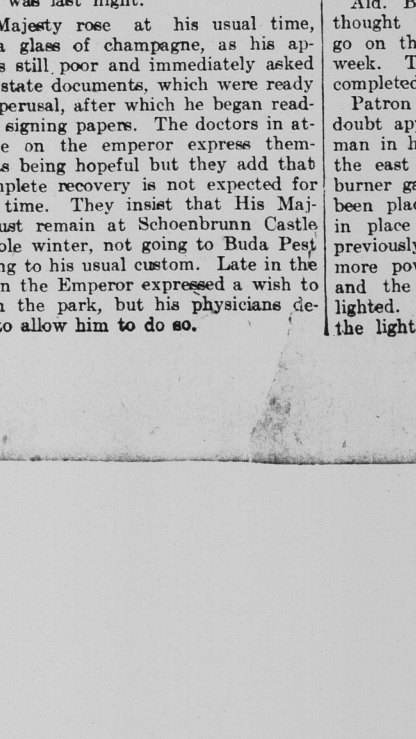 was last night.
Majesty rose at his usual time,
a glass of champagne, as his ap-
s still poor and immediately asked
state documents, which were ready
perusal, after which he began read-
signing papers. The doctors in at-
e on the emperor express them-
s being hopeful but they add that
mplete recovery is not expected for
time. They insist that His Maj-
ust remain at Schoenbrunn Castle
ole winter, not going to Buda Pest
ng to his usual custom. Late in the
n the Emperor expressed a wish to
n the park, but his physicians de-
to allow him to do so.
Ald. B
thought
go on th
week. T
completed
Patron
doubt app
man in h
the east
burner ga
been plac
in place
previously
more pov
and the
lighted.
the light